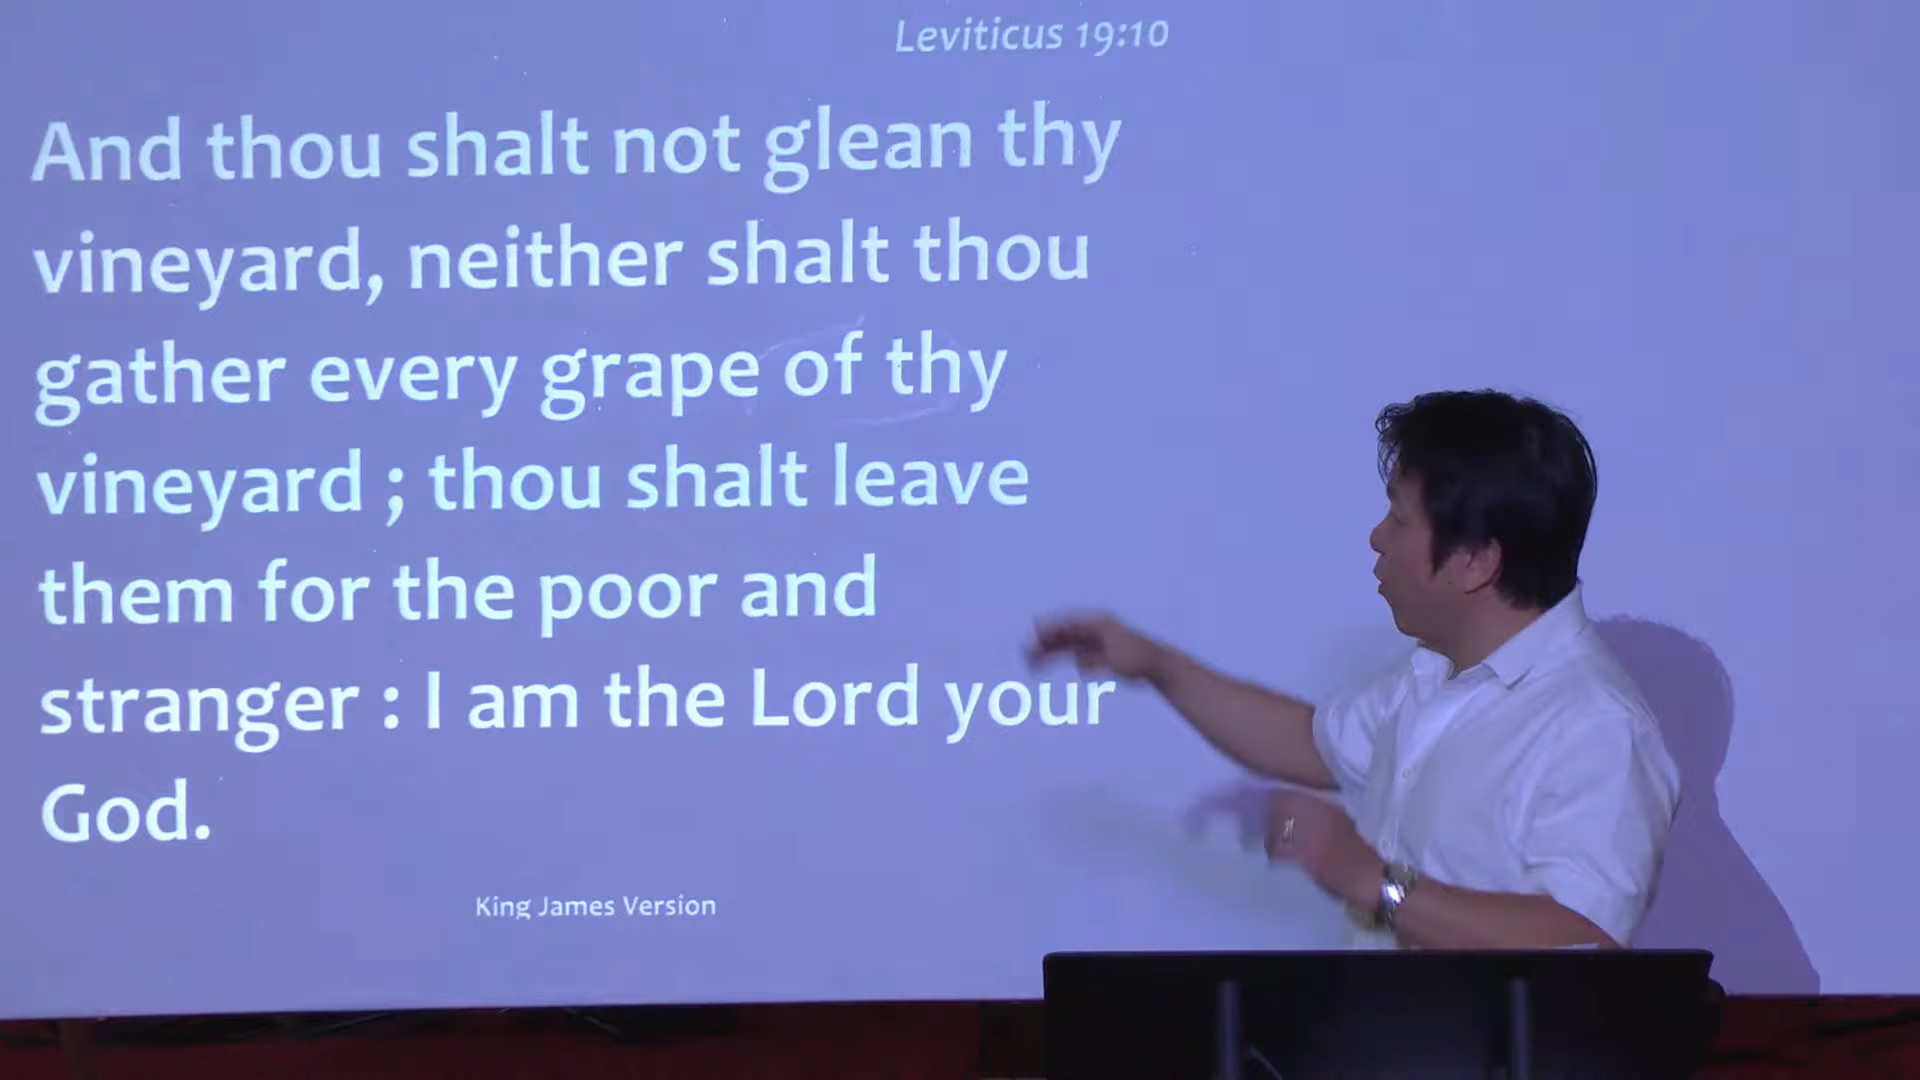 Leviticus 19:10
And thou shalt not glean thy
vineyard, neither shalt thou
gather every grape of thy
vineyard ; thou shalt leave
them for the poor and
stranger : I am the Lord your
God.
King James Version